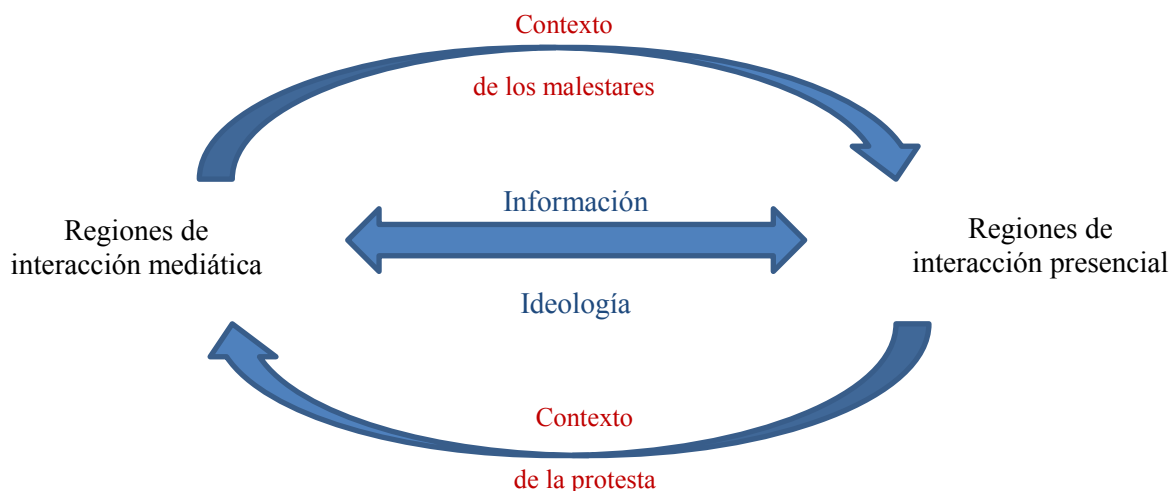 Contexto
de los malestares
Información
Regiones de
interacción mediática
Regiones de
interacción presencial
Ideología
Contexto
de la protesta